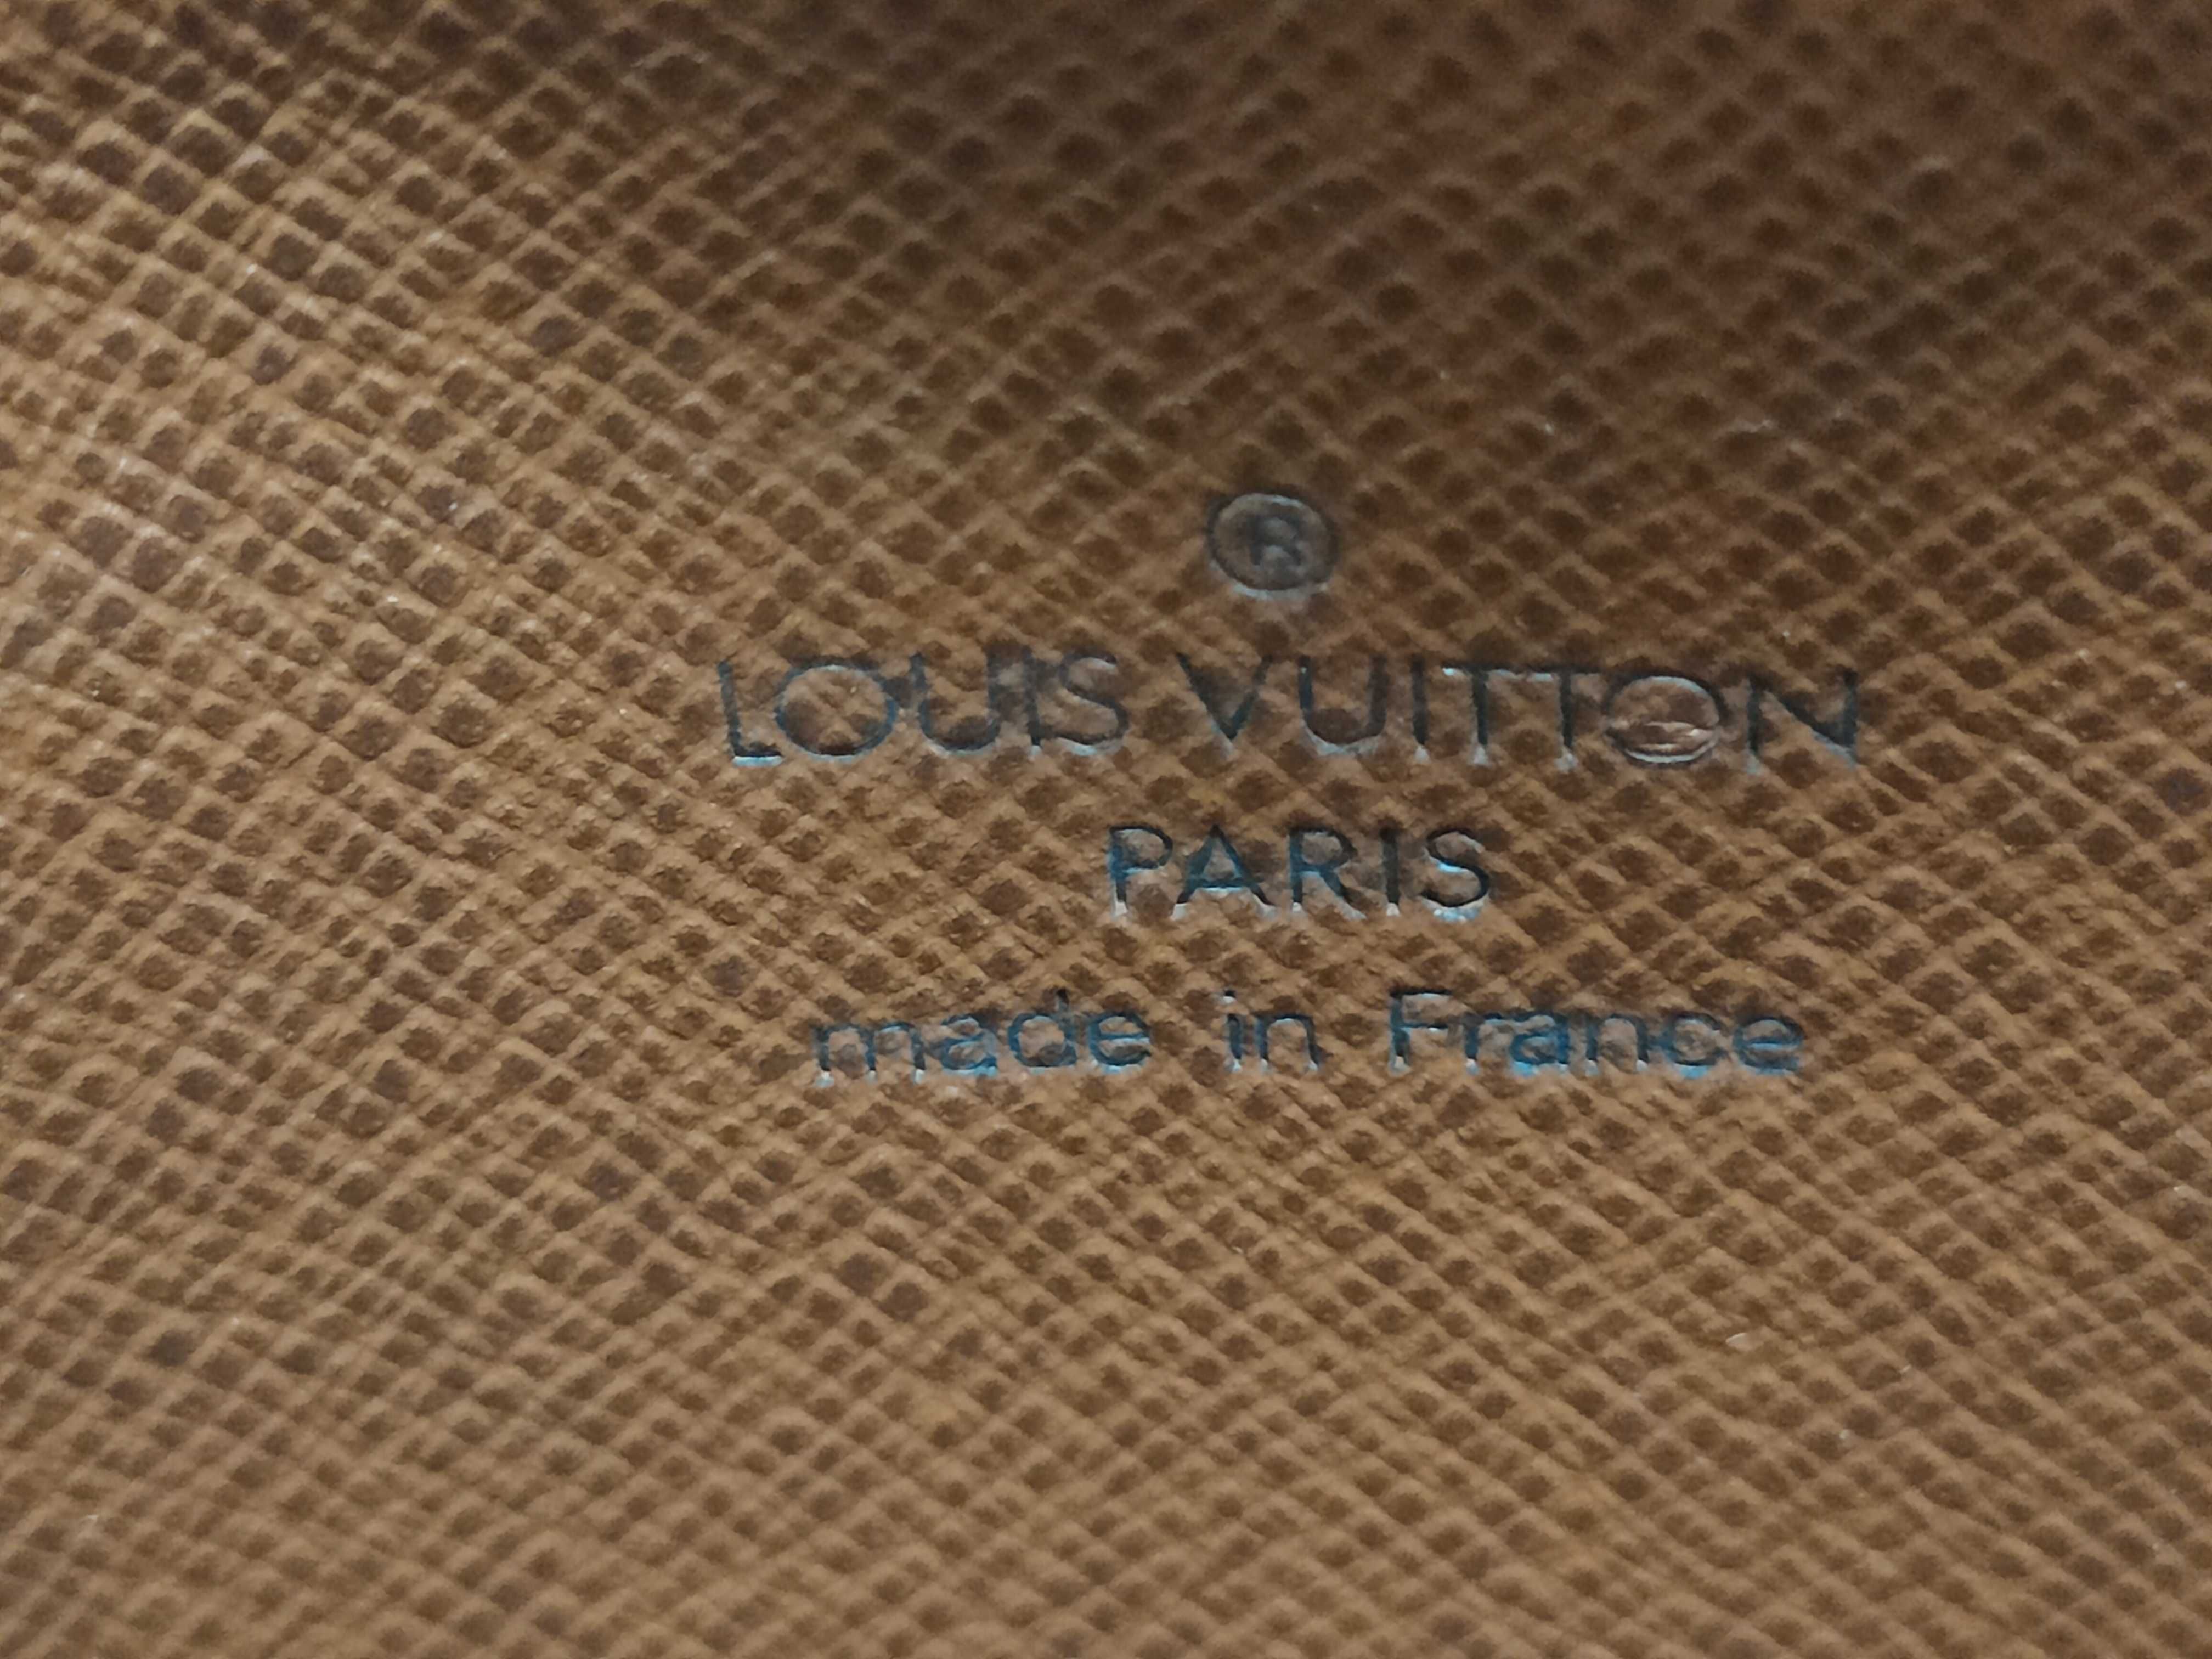 ®
LOUIS VUITTON
PARIS
made in France